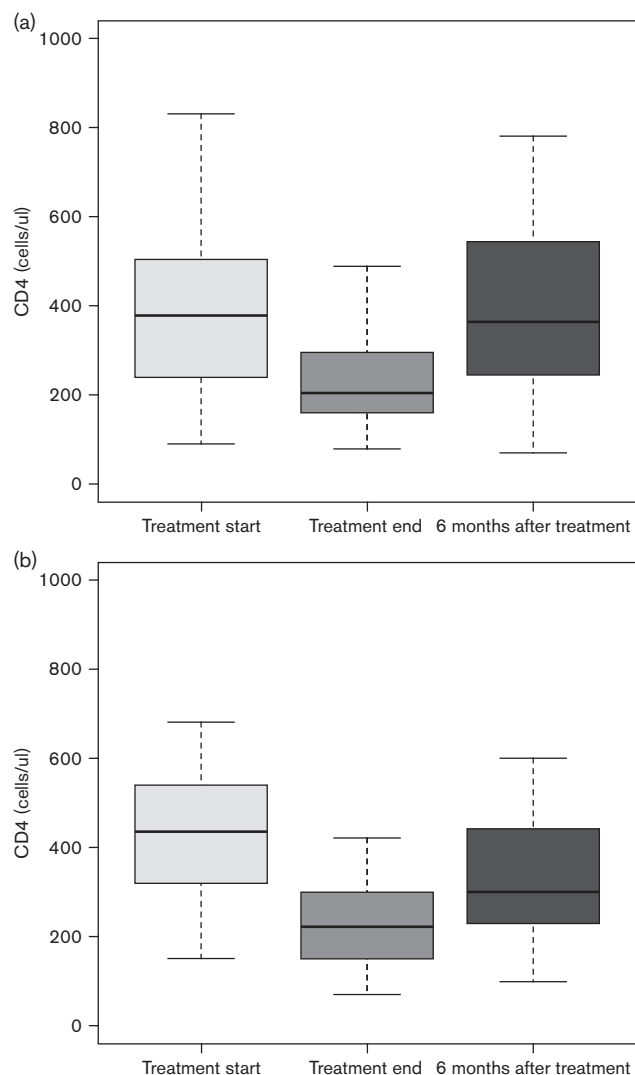 (a)
1000
800
600
400
200
0
CD4 (cells/ul)
Treatment start Treatment end 6 months after treatment
(b)
1000
800
600
400
200
0
CD4 (cells/ul)
Treatment start Treatment end 6 months after treatment